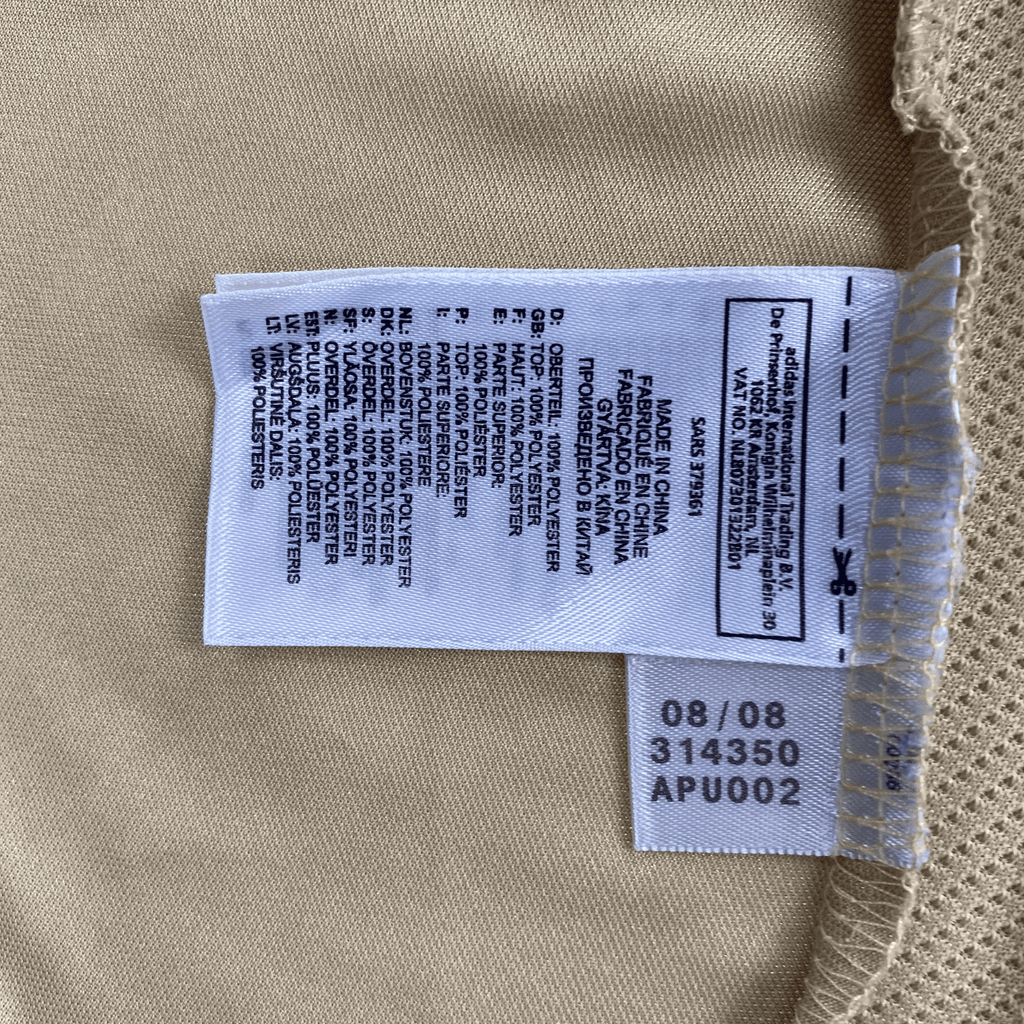 adidas International Trading B.V.
De Prinsenhof, Konigin Wilhelminaplein 30
1062 KR Amsterdam, NL
VAT NO. NL807301322B01
SARS 379361
MADE IN CHINA
FABRIQUÉ EN CHINE
FABRICADO EN CHINA
GYÁRTVA: KÍNA
ПРОИЗВЕДЕНО В КИТАЙ
D: OBERTEIL: 100% POLYESTER
GB: TOP: 100% POLYESTER
F: HAUT: 100% POLYESTER
E: PARTE SUPERIOR:
100% POLIÉSTER
P: TOP: 100% POLIÉSTER
I: PARTE SUPERIORE:
100% POLIESTERE
NL: BOVENSTUK: 100% POLYESTER
DK: OVERDEL: 100% POLYESTER
S: ÖVERDEL: 100% POLYESTER
SF: YLÄOSA: 100% POLYESTERI
N: OVERDEL: 100% POLYESTER
EST: PLUUS: 100% POLÜESTER
LV: AUGŠDAĻA: 100% POLIESTERIS
LT: VIRŠUTINĖ DALIS:
100% POLIESTERIS
08/08
314350
APU002